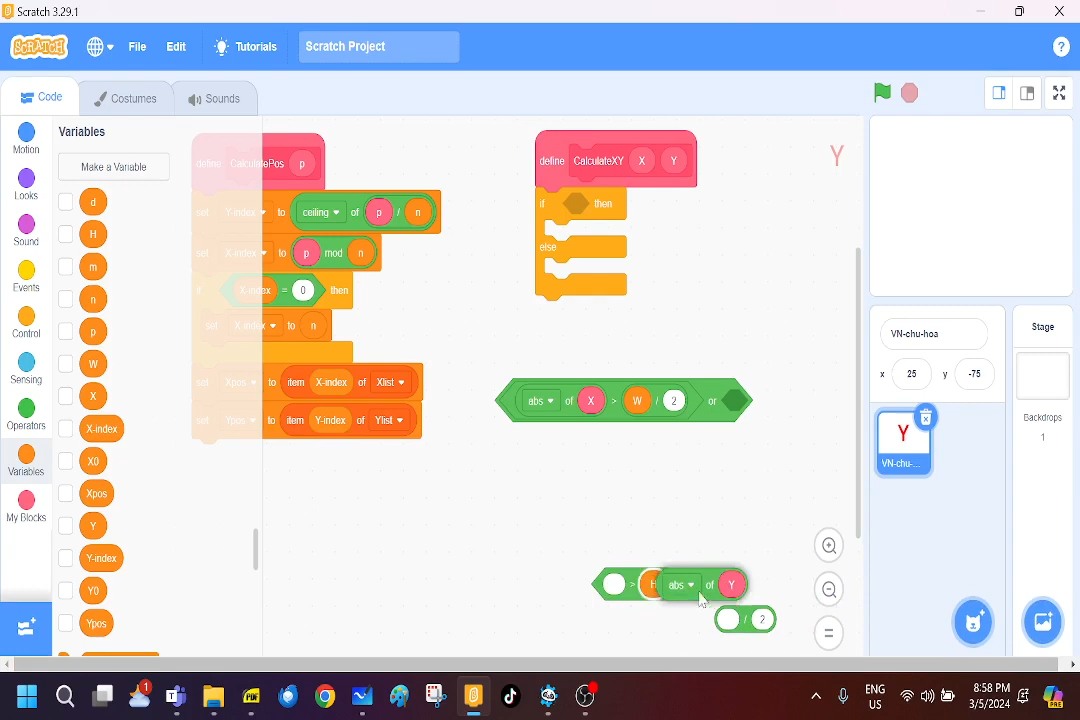 Scratch 3.29.1
SCRATCH File Edit Tutorials Scratch Project ?
Code Costumes Sounds
Motion
Looks
Sound
Events
Control
Sensing
Operators
Variables
My Blocks
Variables
Make a Variable
d
H
m
n
p
W
X
X-index
X0
Xpos
Y
Y-index
Y0
Ypos
define CalculatePos p
set Y-index to ceiling of p / n
set X-index to p mod n
if X-index = 0 then
set X-index to n
set Xpos to item X-index of Xlist
set Ypos to item Y-index of Ylist
define CalculateXY X Y
if then
else
abs of X > W / 2 or
> H abs of Y
/ 2
Y
VN-chu-hoa
x 25 y -75
Y
VN-chu-...
Stage
Backdrops
1
1
PDF
ENG
US
8:58 PM
3/5/2024
PRE